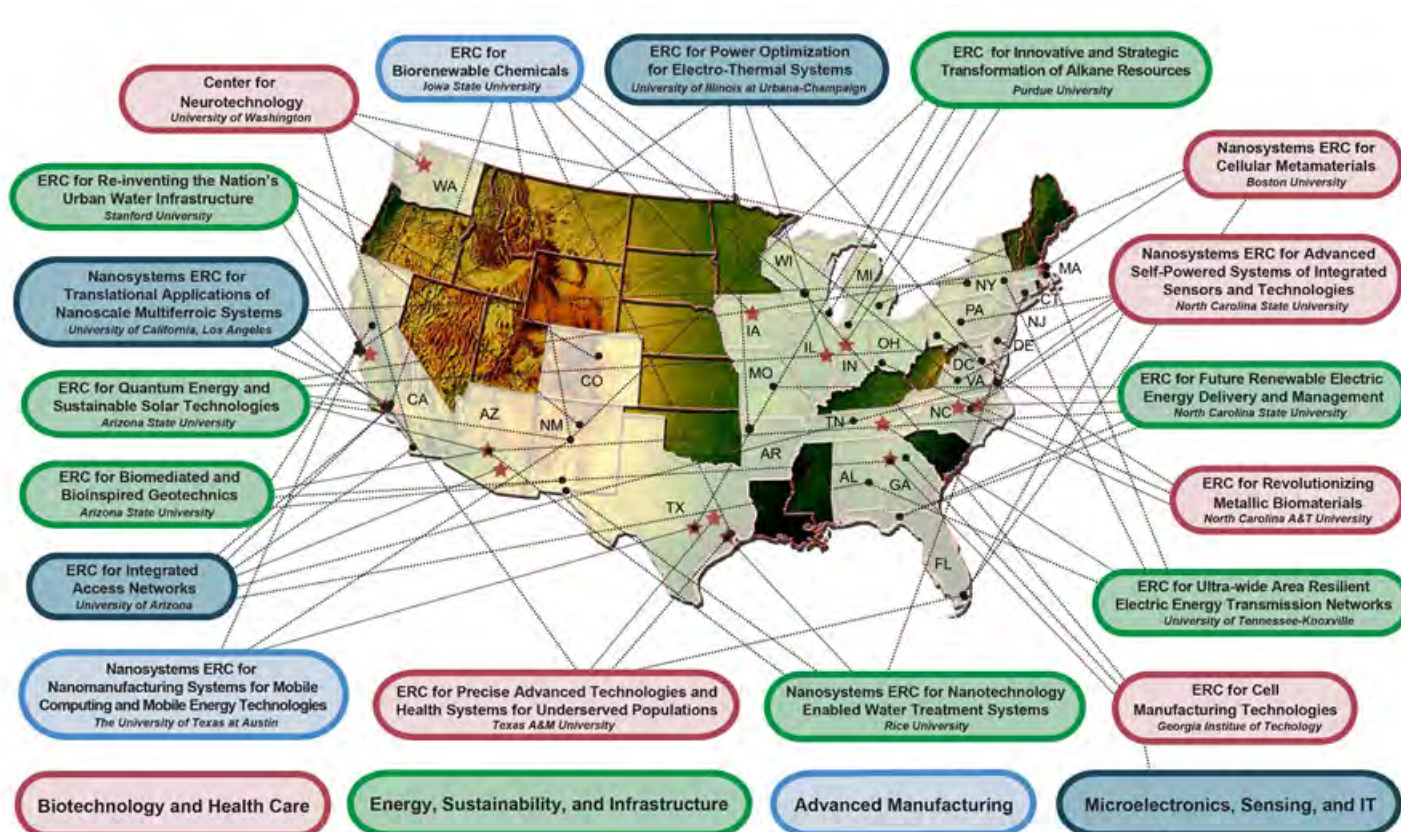 ERC for
Biorenewable Chemicals
Iowa State University
ERC for Power Optimization
for Electro-Thermal Systems
University of Illinois at Urbana-Champaign
ERC for Innovative and Strategic
Transformation of Alkane Resources
Purdue University
Center for
Neurotechnology
University of Washington
Nanosystems ERC for
Cellular Metamaterials
Boston University
ERC for Re-inventing the Nation's
Urban Water Infrastructure
Stanford University
Nanosystems ERC for Advanced
Self-Powered Systems of Integrated
Sensors and Technologies
North Carolina State University
Nanosystems ERC for
Translational Applications of
Nanoscale Multiferroic Systems
University of California, Los Angeles
ERC for Quantum Energy and
Sustainable Solar Technologies
Arizona State University
ERC for Future Renewable Electric
Energy Delivery and Management
North Carolina State University
ERC for Biomediated and
Bioinspired Geotechnics
Arizona State University
ERC for Revolutionizing
Metallic Biomaterials
North Carolina A&T University
ERC for Integrated
Access Networks
University of Arizona
ERC for Ultra-wide Area Resilient
Electric Energy Transmission Networks
University of Tennessee-Knoxville
Nanosystems ERC for
Nanomanufacturing Systems for Mobile
Computing and Mobile Energy Technologies
The University of Texas at Austin
ERC for Precise Advanced Technologies and
Health Systems for Underserved Populations
Texas A&M University
Nanosystems ERC for Nanotechnology
Enabled Water Treatment Systems
Rice University
ERC for Cell
Manufacturing Technologies
Georgia Institue of Techology
WA
WI
MI
NY
MA
CT
PA
NJ
IA
IL
IN
OH
DE
DC
VA
MO
CO
CA
AZ
NM
TN
NC
AR
AL
GA
TX
FL
Biotechnology and Health Care
Energy, Sustainability, and Infrastructure
Advanced Manufacturing
Microelectronics, Sensing, and IT